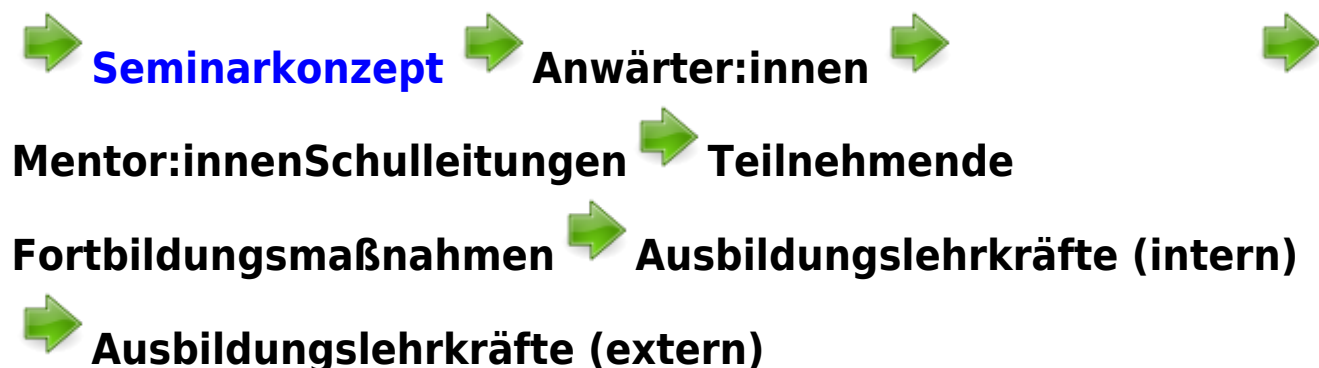 Seminarkonzept Anwärter:innen
Mentor:innenSchulleitungen Teilnehmende
Fortbildungsmaßnahmen Ausbildungslehrkräfte (intern)
Ausbildungslehrkräfte (extern)